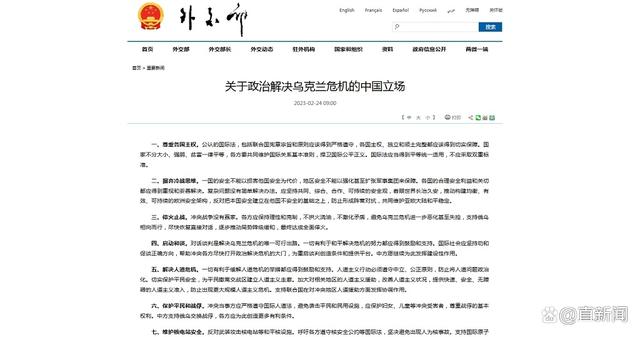 外交部
English Français Español Русский عربي 无障碍 关怀版
搜索
首页 外交部 外交部长 外交动态 驻外机构 国家和组织 资料 政府信息公开 两微一端
首页 > 重要新闻
关于政治解决乌克兰危机的中国立场
2023-02-24 09:00
【 中 大 小 】 打印
一、尊重各国主权。公认的国际法，包括联合国宪章宗旨和原则应该得到严格遵守，各国主权、独立和领土完整都应该得到切实保障。国
家不分大小、强弱、贫富一律平等，各方要共同维护国际关系基本准则，捍卫国际公平正义。国际法应当得到平等统一适用，不应采取双重标
准。
二、摒弃冷战思维。一国的安全不能以损害他国安全为代价，地区安全不能以强化甚至扩张军事集团来保障。各国的合理安全利益和关切
都应得到重视和妥善解决。复杂问题没有简单解决办法。应坚持共同、综合、合作、可持续的安全观，着眼世界长治久安，推动构建均衡、有
效、可持续的欧洲安全架构，反对把本国安全建立在他国不安全的基础之上，防止形成阵营对抗，共同维护亚欧大陆和平稳定。
三、停火止战。冲突战争没有赢家。各方应保持理性和克制，不拱火浇油，不激化矛盾，避免乌克兰危机进一步恶化甚至失控，支持俄乌
相向而行，尽快恢复直接对话，逐步推动局势降级缓和，最终达成全面停火。
四、启动和谈。对话谈判是解决乌克兰危机的唯一可行出路。一切有利于和平解决危机的努力都应得到鼓励和支持。国际社会应坚持劝和
促谈正确方向，帮助冲突各方尽快打开政治解决危机的大门，为重启谈判创造条件和提供平台。中方愿继续为此发挥建设性作用。
五、解决人道危机。一切有利于缓解人道危机的举措都应得到鼓励和支持。人道主义行动必须遵守中立、公正原则，防止将人道问题政治
化。切实保护平民安全，为平民撤离交战区建立人道主义走廊。加大对相关地区的人道主义援助，改善人道主义状况，提供快速、安全、无障
碍的人道主义准入，防止出现更大规模人道主义危机。支持联合国在对冲突地区人道援助方面发挥协调作用。
六、保护平民和战俘。冲突当事方应严格遵守国际人道法，避免袭击平民和民用设施，应保护妇女、儿童等冲突受害者，尊重战俘的基本
权利。中方支持俄乌交换战俘，各方应为此创造更多有利条件。
七、维护核电站安全。反对武装攻击核电站等和平核设施。呼吁各方遵守核安全公约等国际法，坚决避免出现人为核事故。支持国际原子
百家号@直新闻